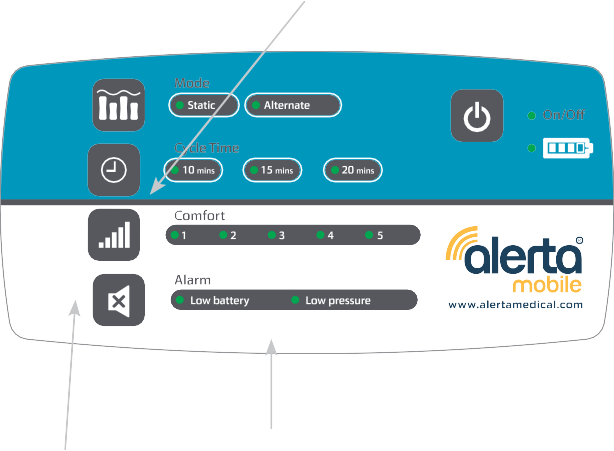 Mode
Static
Alternate
On/Off
Cycle Time
10 mins
15 mins
20 mins
Comfort
1 2 3 4 5
Alarm
Low battery
Low pressure
alerta
mobile
www.alertamedical.com